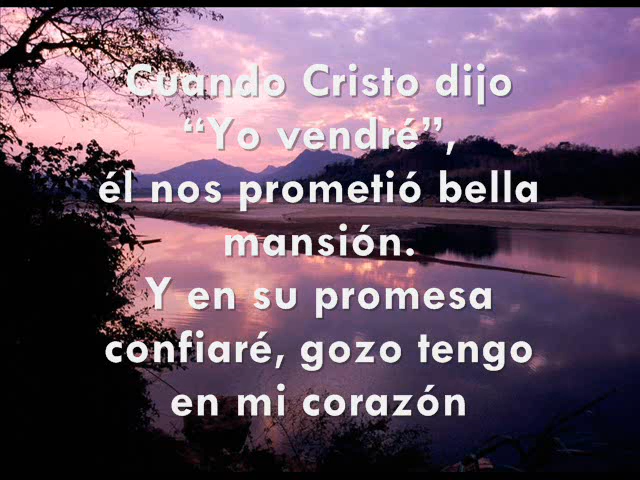 Cuando Cristo dijo
“Yo vendré”,
él nos prometió bella
mansión.
Y en su promesa
confiaré, gozo tengo
en mi corazón